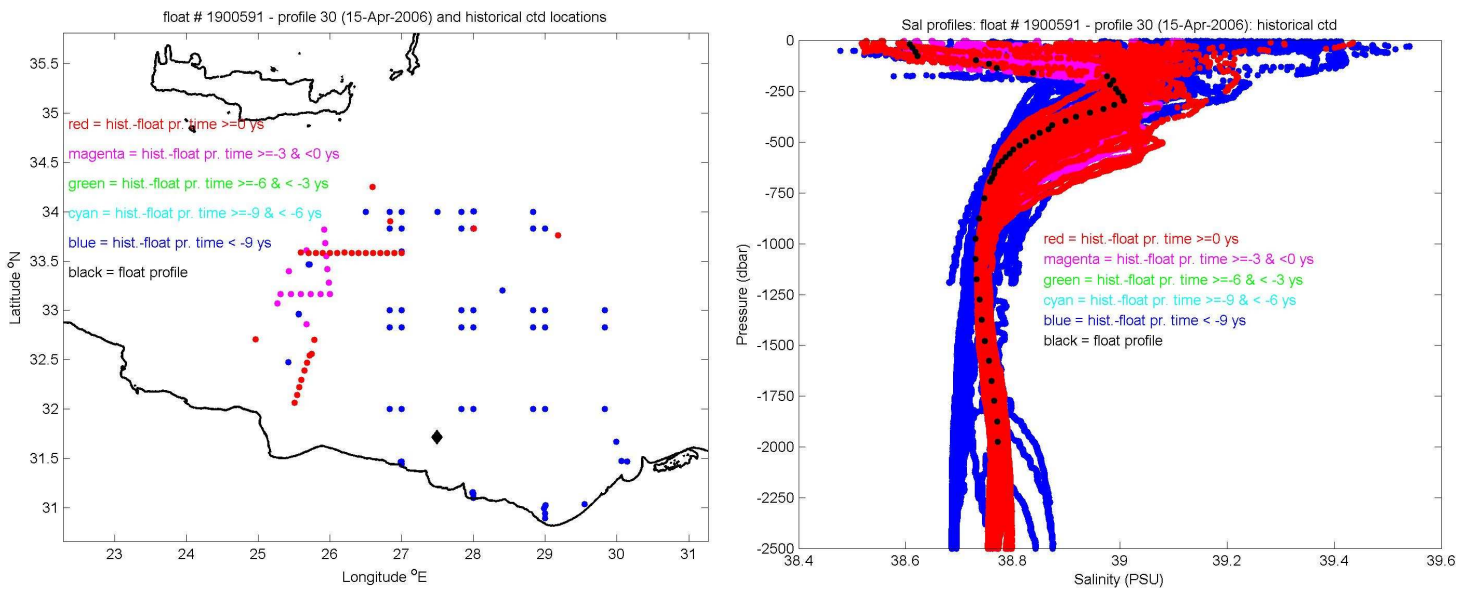 float # 1900591 - profile 30 (15-Apr-2006) and historical ctd locations
35.5
35
34.5
34
33.5
33
32.5
32
31.5
31
Latitude °N
red = hist.-float pr. time >=0 ys
magenta = hist.-float pr. time >=-3 & <0 ys
green = hist.-float pr. time >=-6 & < -3 ys
cyan = hist.-float pr. time >=-9 & < -6 ys
blue = hist.-float pr. time < -9 ys
black = float profile
23 24 25 26 27 28 29 30 31
Longitude °E
Sal profiles: float # 1900591 - profile 30 (15-Apr-2006): historical ctd
0
-250
-500
-750
-1000
-1250
-1500
-1750
-2000
-2250
-2500
Pressure (dbar)
red = hist.-float pr. time >=0 ys
magenta = hist.-float pr. time >=-3 & <0 ys
green = hist.-float pr. time >=-6 & < -3 ys
cyan = hist.-float pr. time >=-9 & < -6 ys
blue = hist.-float pr. time < -9 ys
black = float profile
38.4 38.6 38.8 39 39.2 39.4 39.6
Salinity (PSU)